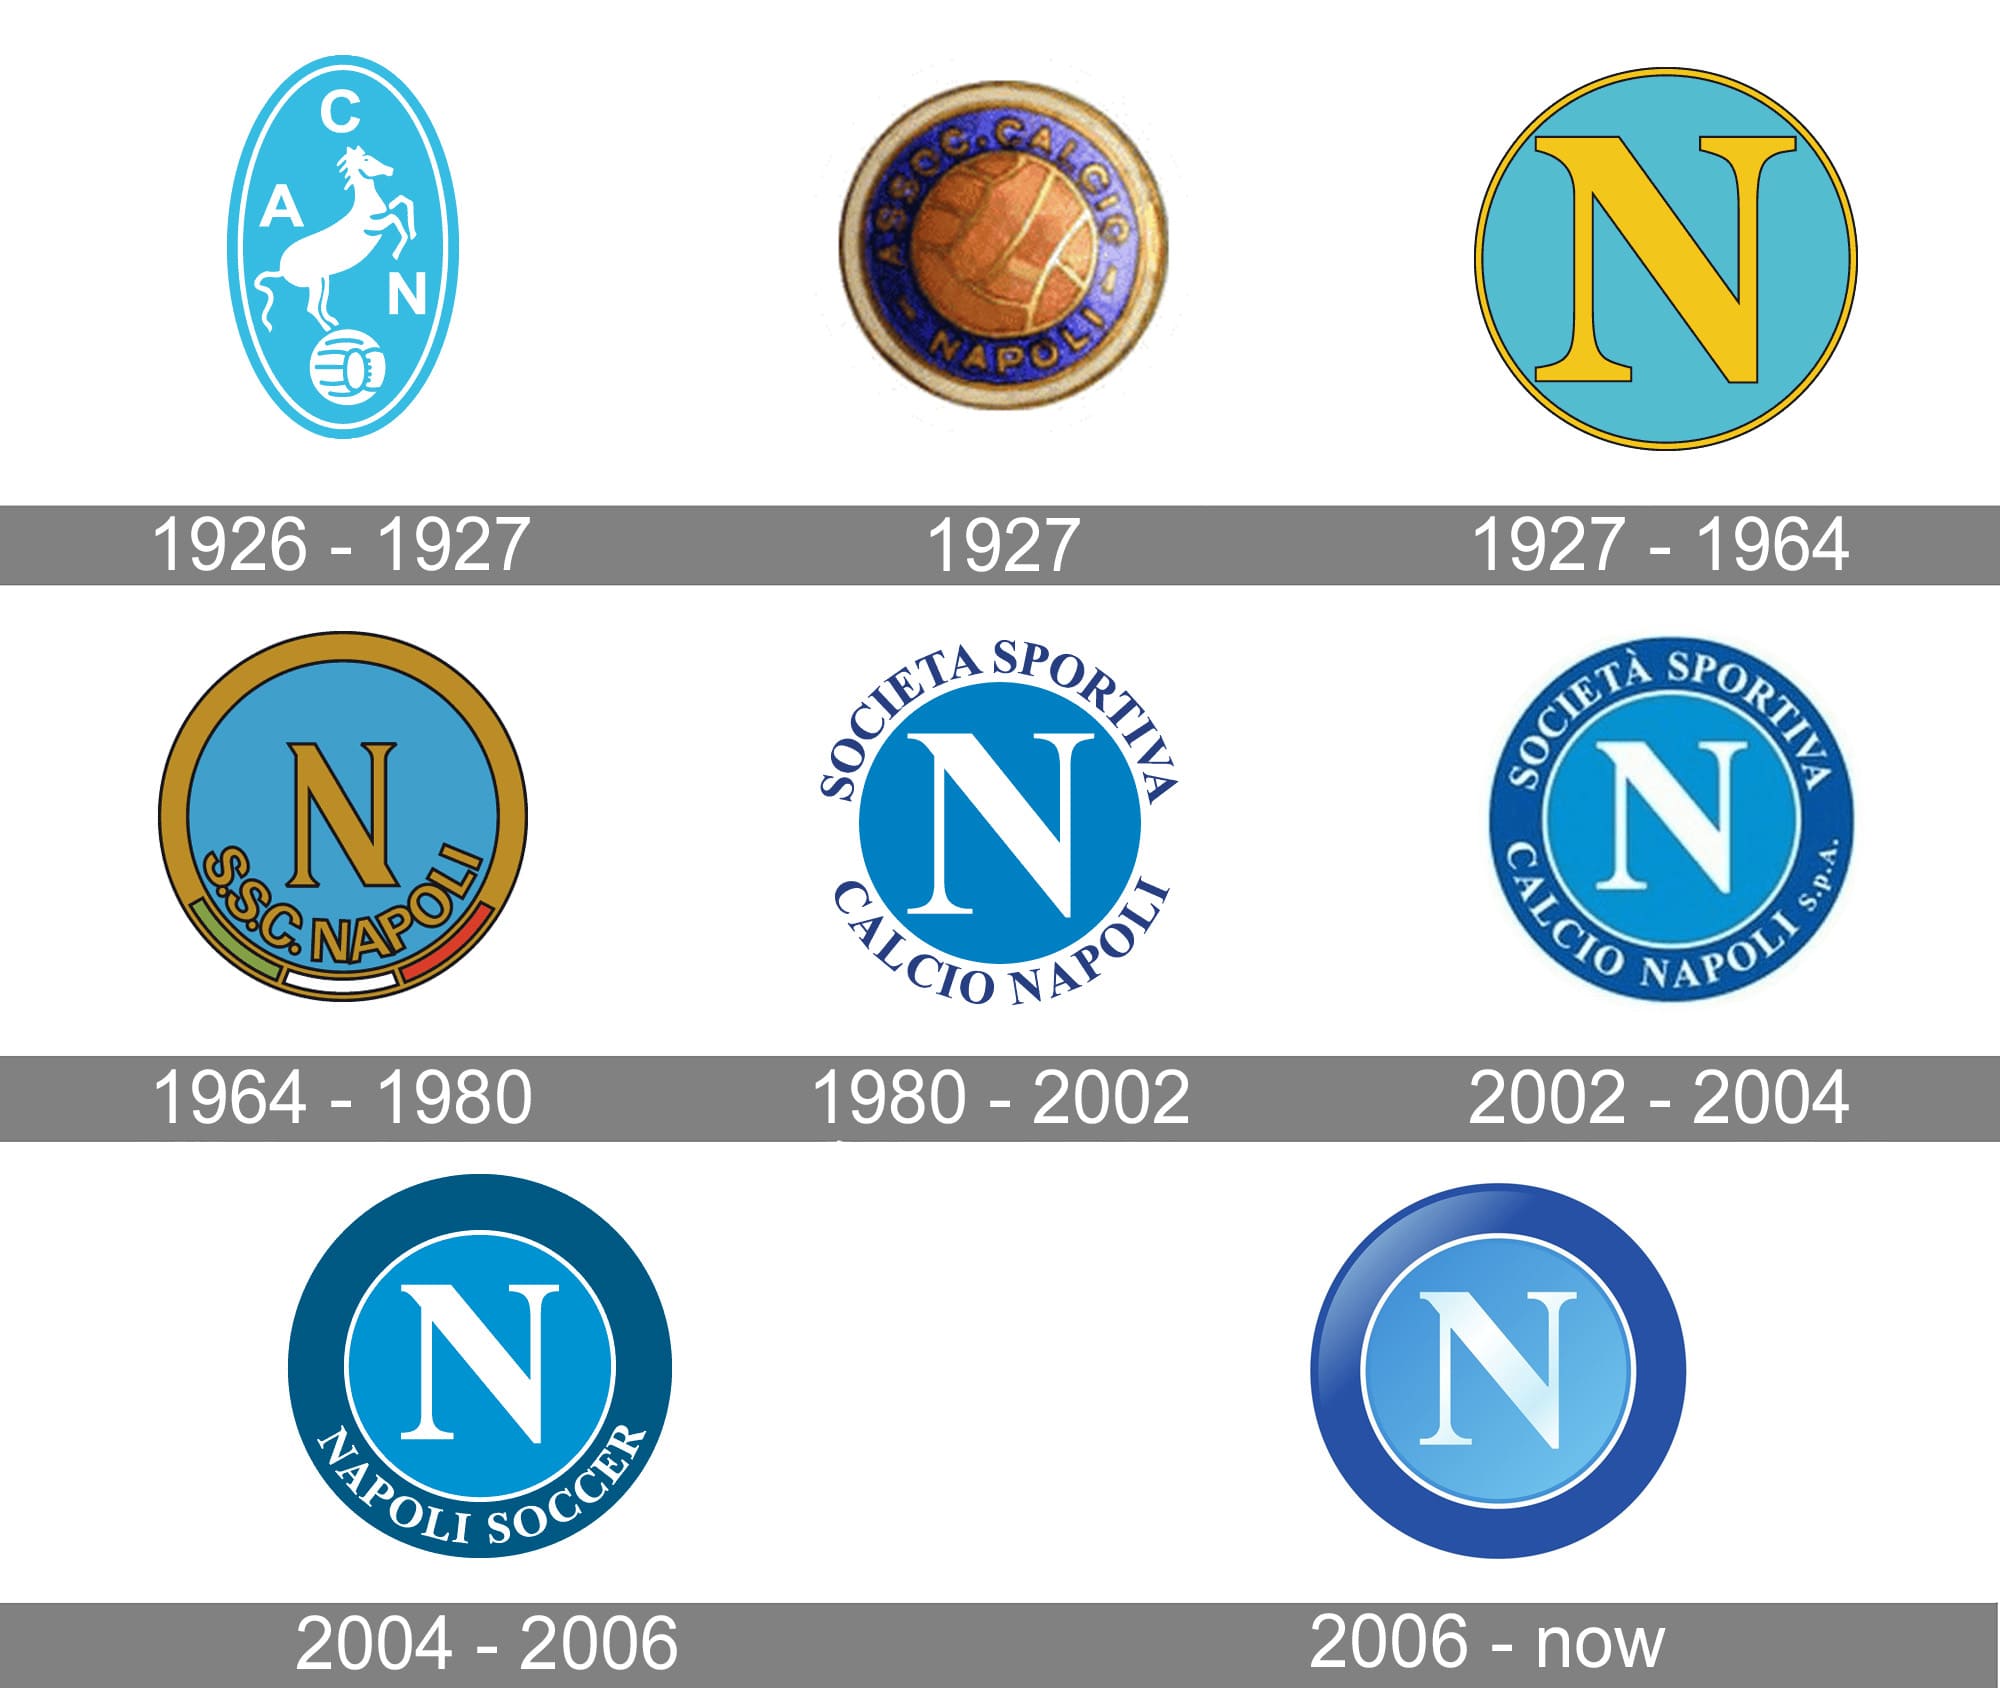 C
A
N
ASSOC. CALCIO
- NAPOLI -
N
1926 - 1927
1927
1927 - 1964
N
S.S.C. NAPOLI
SOCIETA SPORTIVA
N
CALCIO NAPOLI
SOCIETÀ SPORTIVA
N
CALCIO NAPOLI S.p.A.
1964 - 1980
1980 - 2002
2002 - 2004
N
NAPOLI SOCCER
N
2004 - 2006
2006 - now